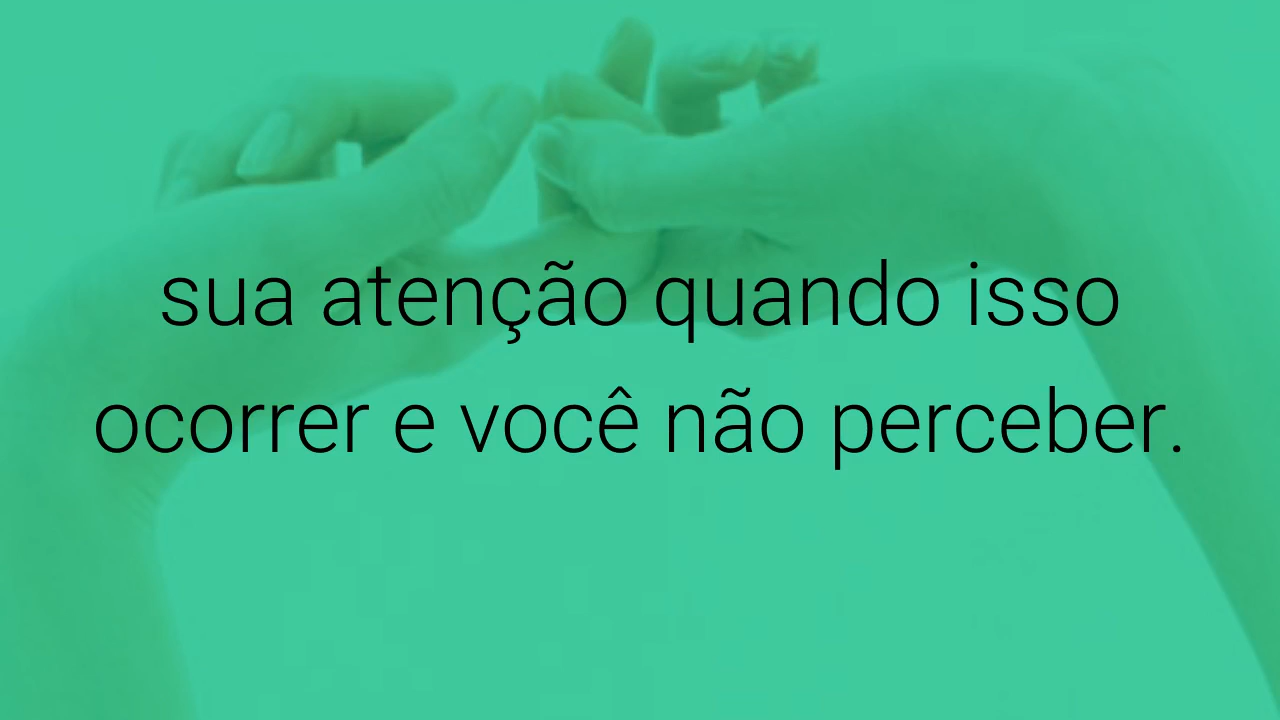 sua atenção quando isso
ocorrer e você não perceber.